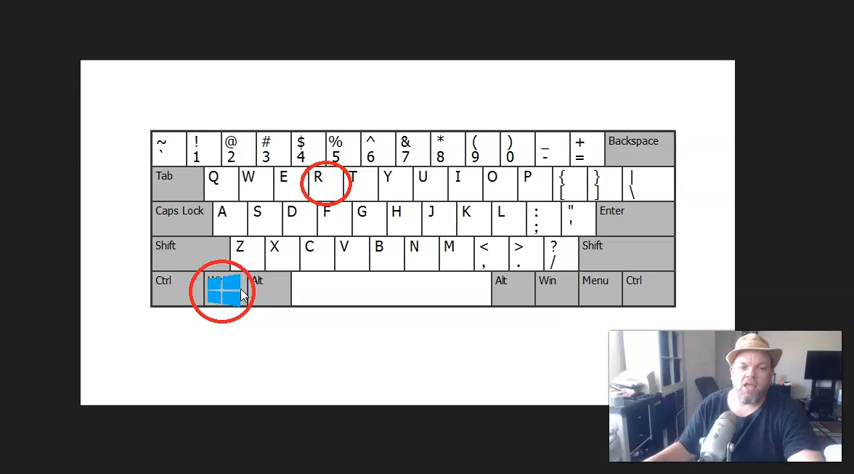 ~ ! @ # $ % ^ & * ( ) _ + Backspace
` 1 2 3 4 5 6 7 8 9 0 - =
Tab Q W E R T Y U I O P { } |
[ ] \
Caps Lock A S D F G H J K L : " Enter
; '
Shift Z X C V B N M < > ? Shift
, . /
Ctrl Alt Alt Win Menu Ctrl